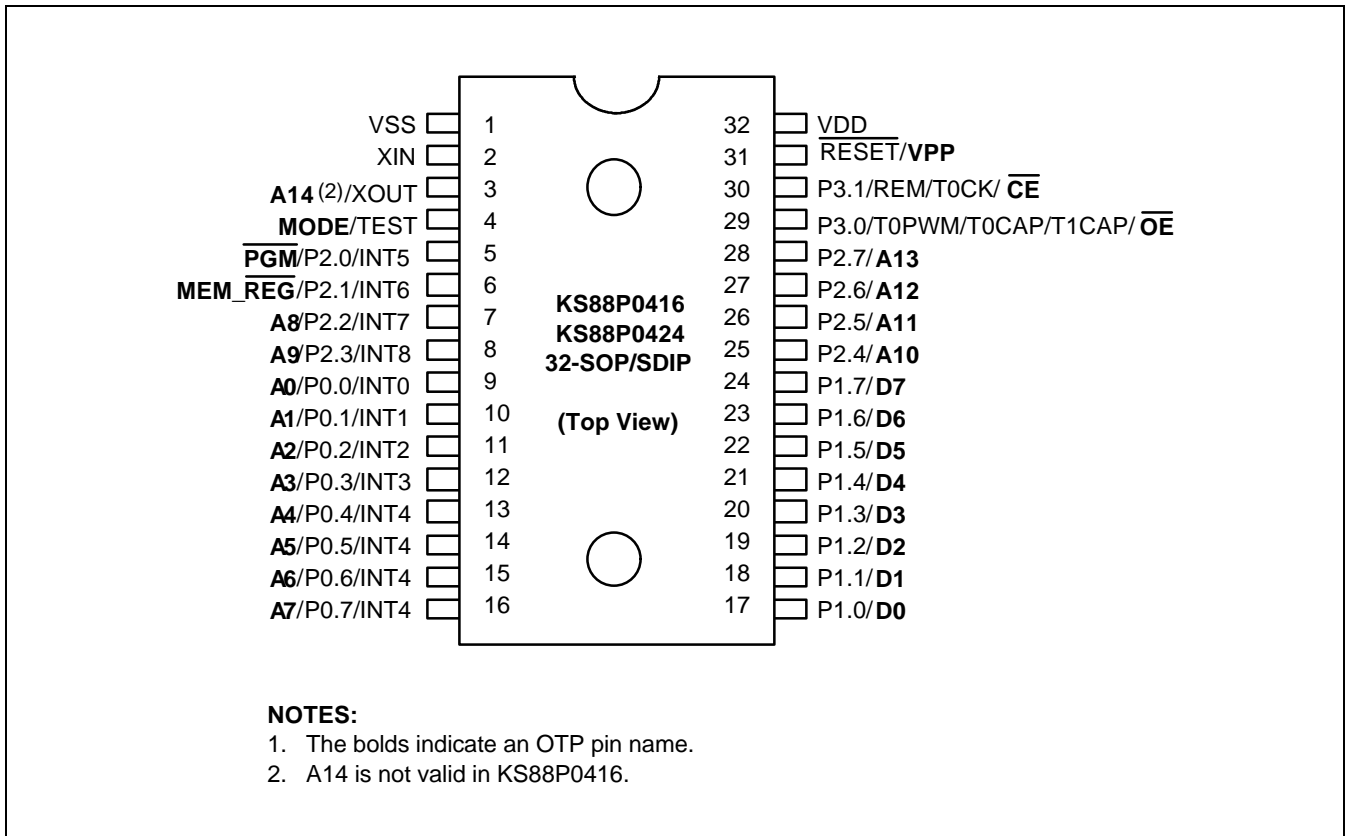 VSS 1
XIN 2
A14 (2)/XOUT 3
MODE/TEST 4
P̅G̅M̅/P2.0/INT5 5
MEM_R̅E̅G̅/P2.1/INT6 6
A8/P2.2/INT7 7
A9/P2.3/INT8 8
A0/P0.0/INT0 9
A1/P0.1/INT1 10
A2/P0.2/INT2 11
A3/P0.3/INT3 12
A4/P0.4/INT4 13
A5/P0.5/INT4 14
A6/P0.6/INT4 15
A7/P0.7/INT4 16
KS88P0416
KS88P0424
32-SOP/SDIP
(Top View)
32 VDD
31 R̅E̅S̅E̅T̅/VPP
30 P3.1/REM/T0CK/ C̅E̅
29 P3.0/T0PWM/T0CAP/T1CAP/ O̅E̅
28 P2.7/A13
27 P2.6/A12
26 P2.5/A11
25 P2.4/A10
24 P1.7/D7
23 P1.6/D6
22 P1.5/D5
21 P1.4/D4
20 P1.3/D3
19 P1.2/D2
18 P1.1/D1
17 P1.0/D0
NOTES:
1. The bolds indicate an OTP pin name.
2. A14 is not valid in KS88P0416.